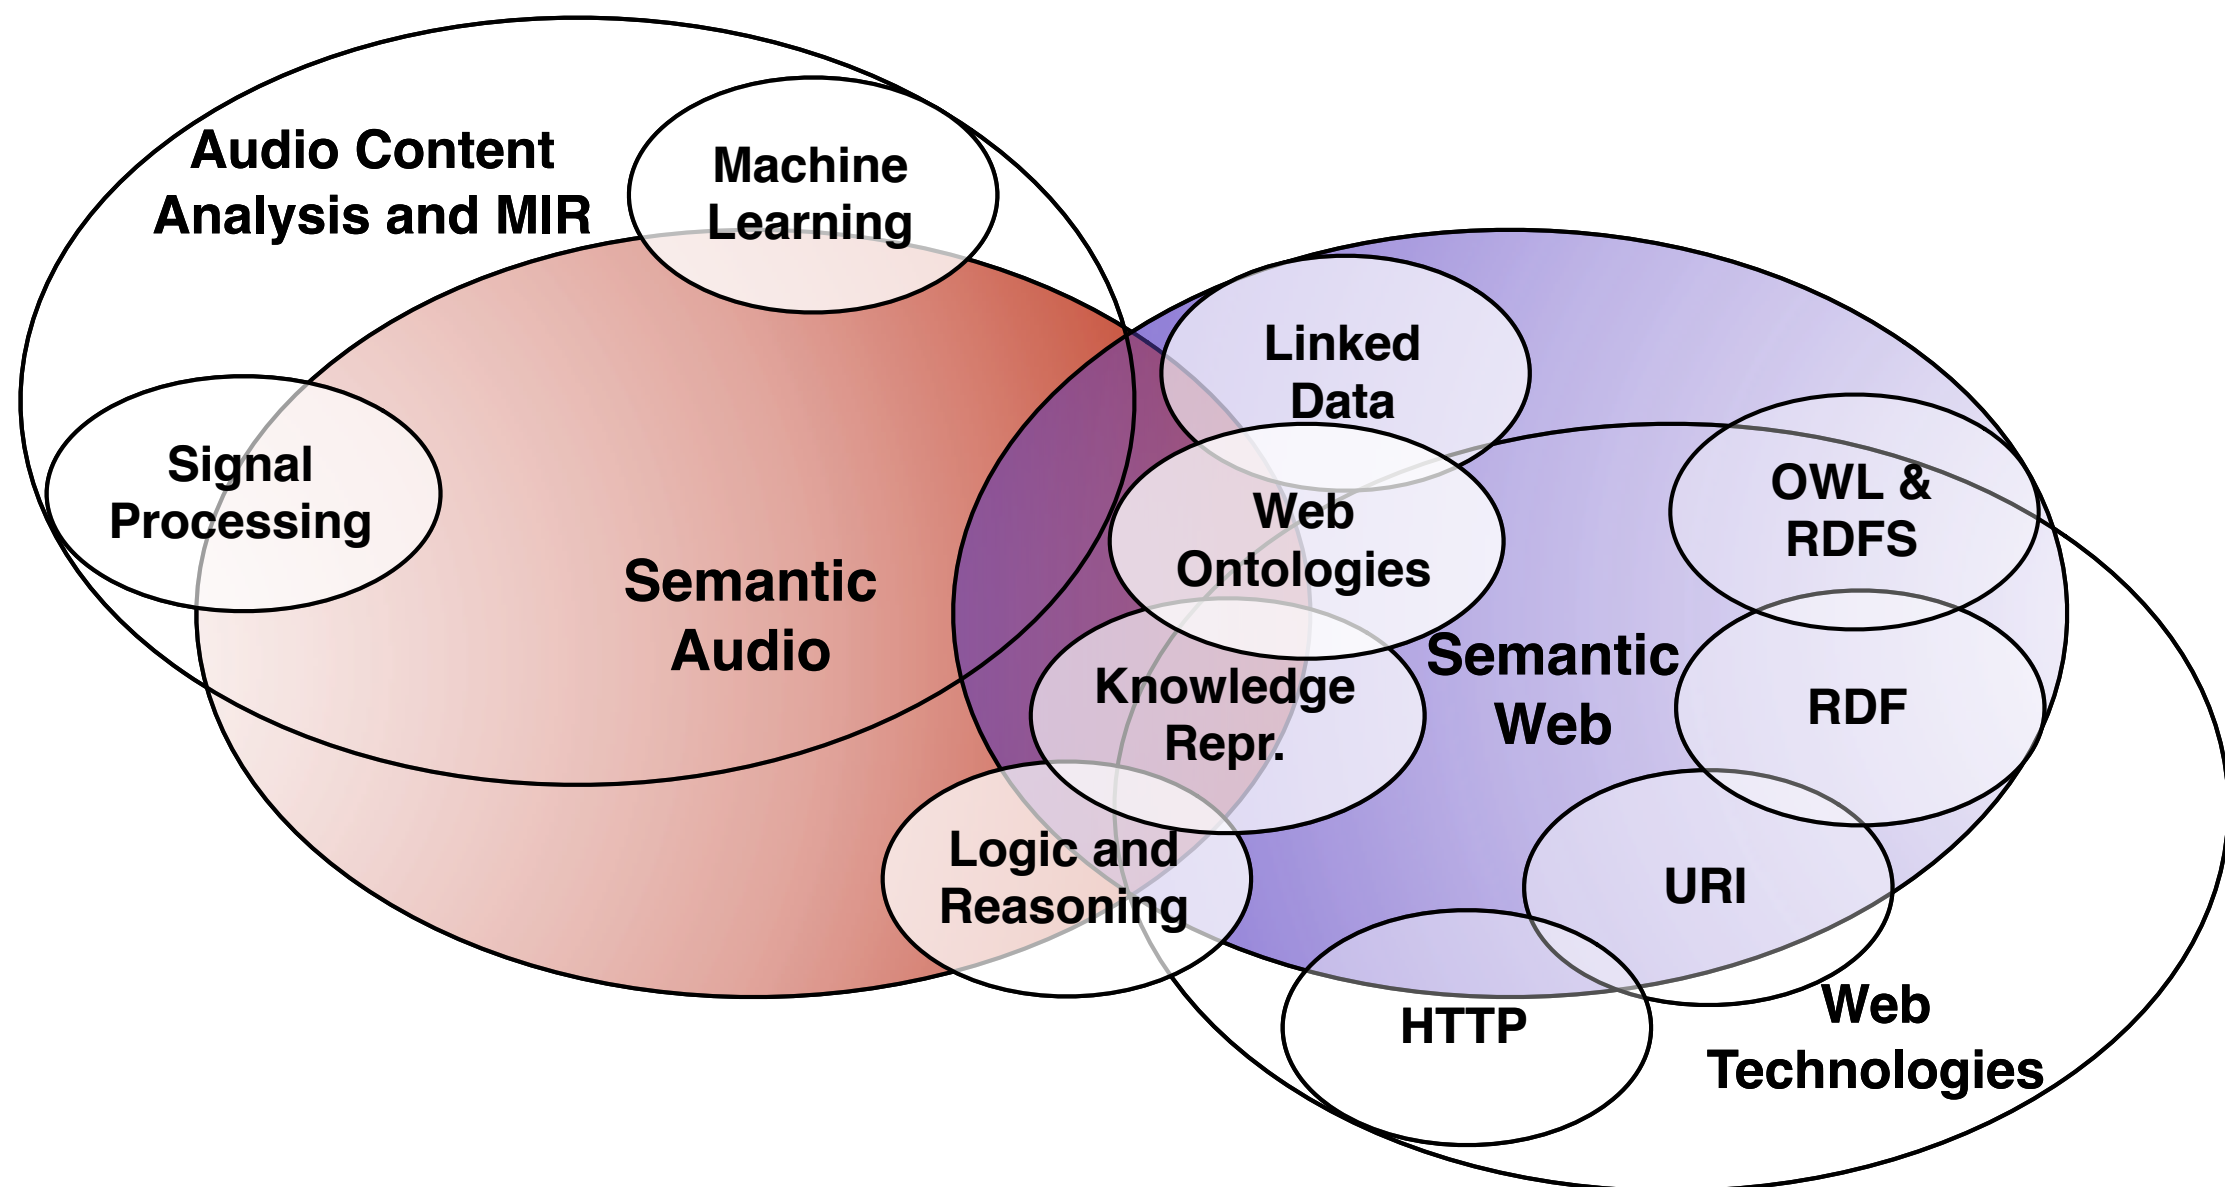 Audio Content
Analysis and MIR
Machine
Learning
Signal
Processing
Semantic
Audio
Linked
Data
Web
Ontologies
Knowledge
Repr.
Logic and
Reasoning
Semantic
Web
OWL &
RDFS
RDF
URI
HTTP
Web
Technologies